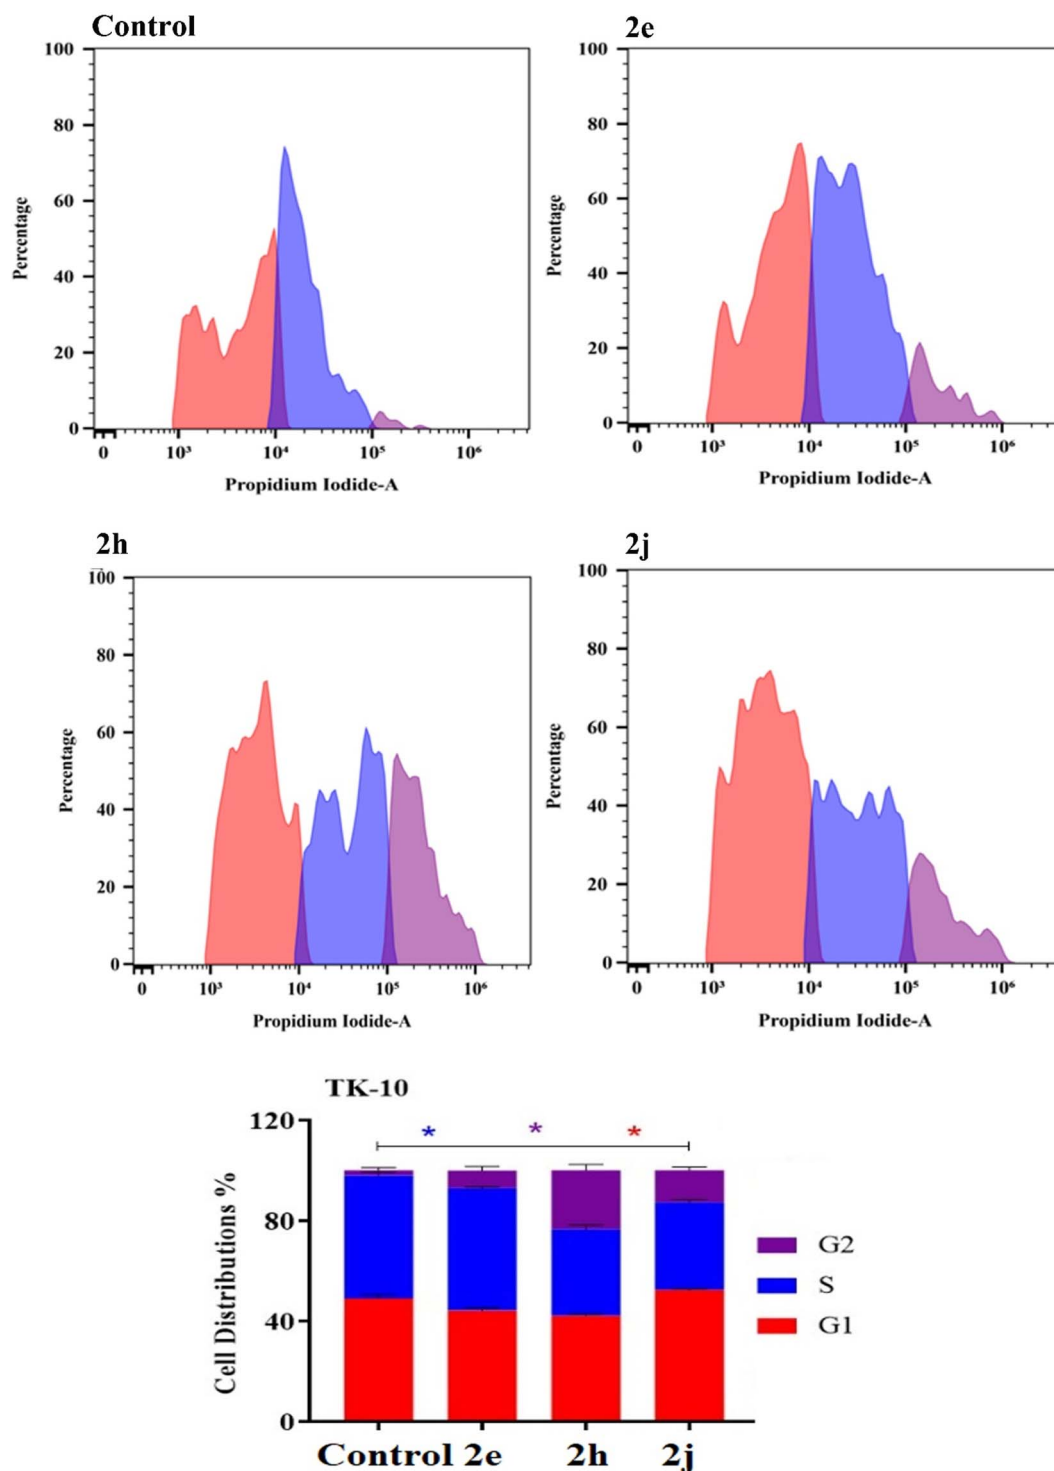 Control
100
80
60
40
20
0
Percentage
0 10³ 10⁴ 10⁵ 10⁶
Propidium Iodide-A
2e
100
80
60
40
20
0
Percentage
0 10³ 10⁴ 10⁵ 10⁶
Propidium Iodide-A
2h
100
80
60
40
20
0
Percentage
0 10³ 10⁴ 10⁵ 10⁶
Propidium Iodide-A
2j
100
80
60
40
20
0
Percentage
0 10³ 10⁴ 10⁵ 10⁶
Propidium Iodide-A
TK-10
120
80
40
0
Cell Distributions %
* * *
G2
S
G1
Control 2e 2h 2j